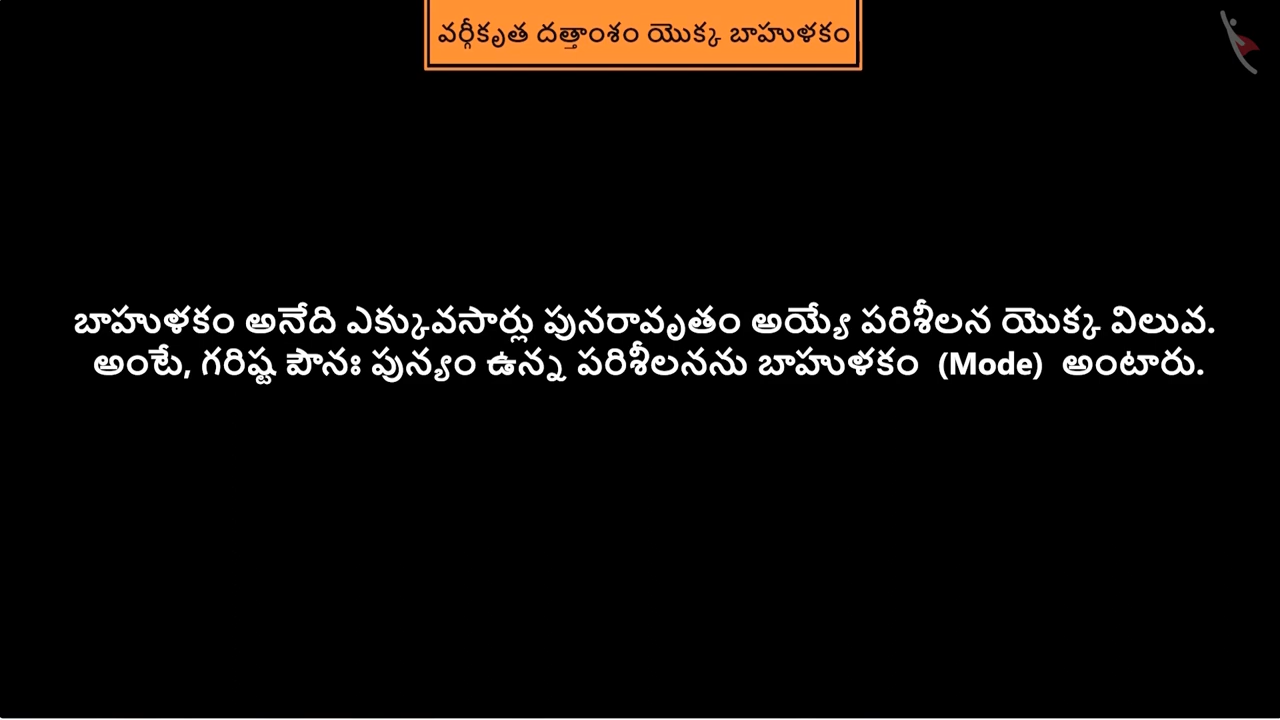 వర్గీకృత దత్తాంశం యొక్క బాహుళకం
బాహుళకం అనేది ఎక్కువసార్లు పునరావృతం అయ్యే పరిశీలన యొక్క విలువ.
అంటే, గరిష్ట పౌనః పున్యం ఉన్న పరిశీలనను బాహుళకం (Mode) అంటారు.